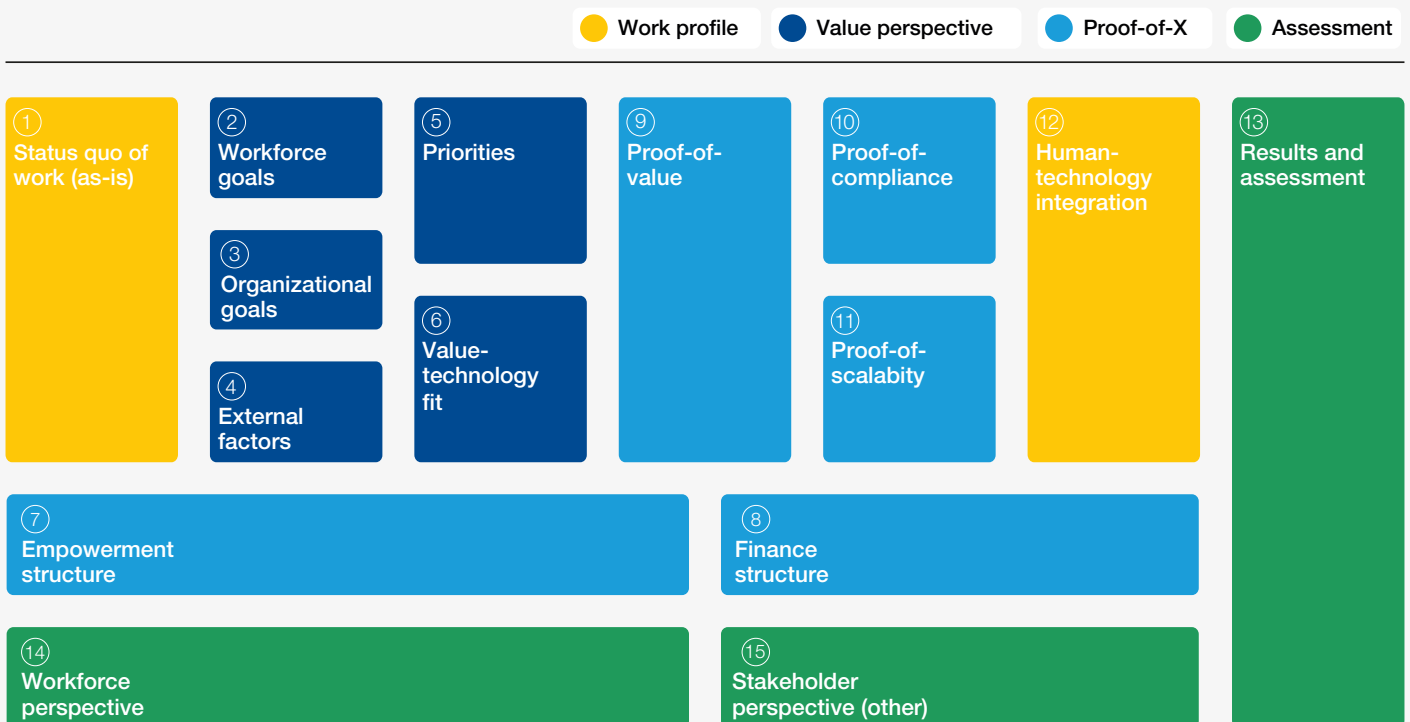 Work profile
Value perspective
Proof-of-X
Assessment
1
Status quo of
work (as-is)
2
Workforce
goals
3
Organizational
goals
4
External
factors
5
Priorities
6
Value-
technology
fit
9
Proof-of-
value
10
Proof-of-
compliance
11
Proof-of-
scalabity
12
Human-
technology
integration
13
Results and
assessment
7
Empowerment
structure
8
Finance
structure
14
Workforce
perspective
15
Stakeholder
perspective (other)